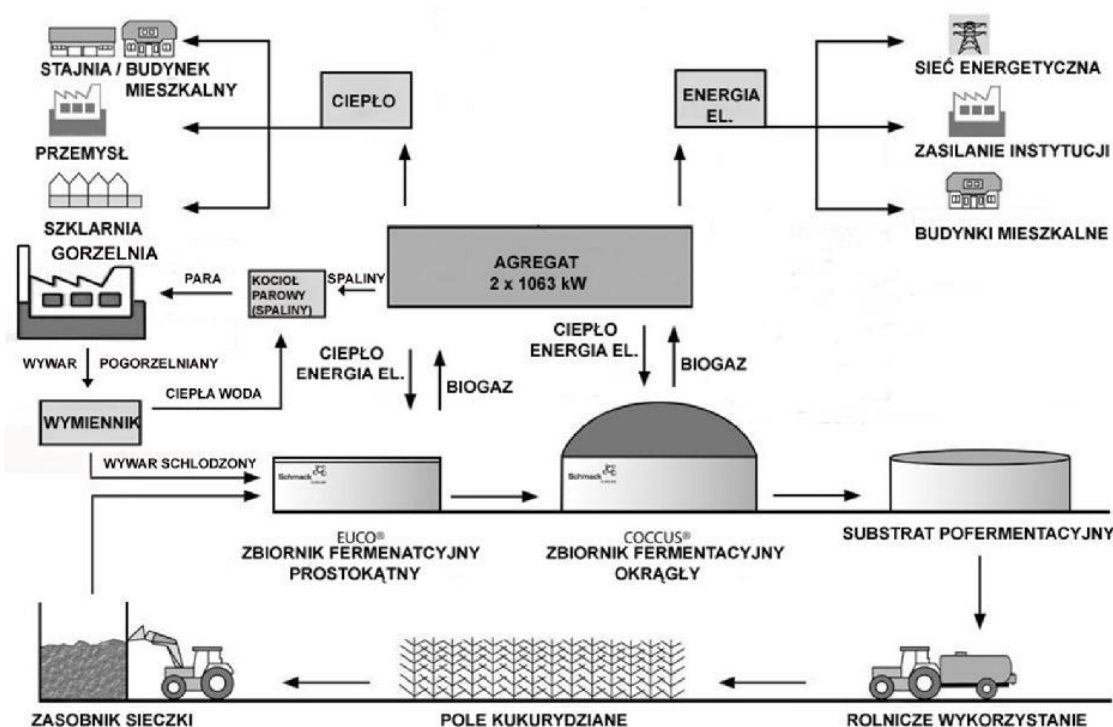 STAJNIA / BUDYNEK
MIESZKALNY
PRZEMYSŁ
SZKLARNIA
CIEPŁO
ENERGIA
EL.
SIEĆ ENERGETYCZNA
ZASILANIE INSTYTUCJI
BUDYNKI MIESZKALNE
GORZELNIA
PARA
KOCIOŁ
PAROWY
(SPALINY)
SPALINY
AGREGAT
2 x 1063 kW
CIEPŁO
ENERGIA EL.
BIOGAZ
CIEPŁO
ENERGIA EL.
BIOGAZ
WYWAR POGORZELNIANY
CIEPŁA WODA
WYMIENNIK
WYWAR SCHLODZONY
Schmack
Schmack
EUCO®
ZBIORNIK FERMENATCYJNY
PROSTOKĄTNY
COCCUS®
ZBIORNIK FERMENTACYJNY
OKRĄGŁY
SUBSTRAT POFERMENTACYJNY
ZASOBNIK SIECZKI
POLE KUKURYDZIANE
ROLNICZE WYKORZYSTANIE